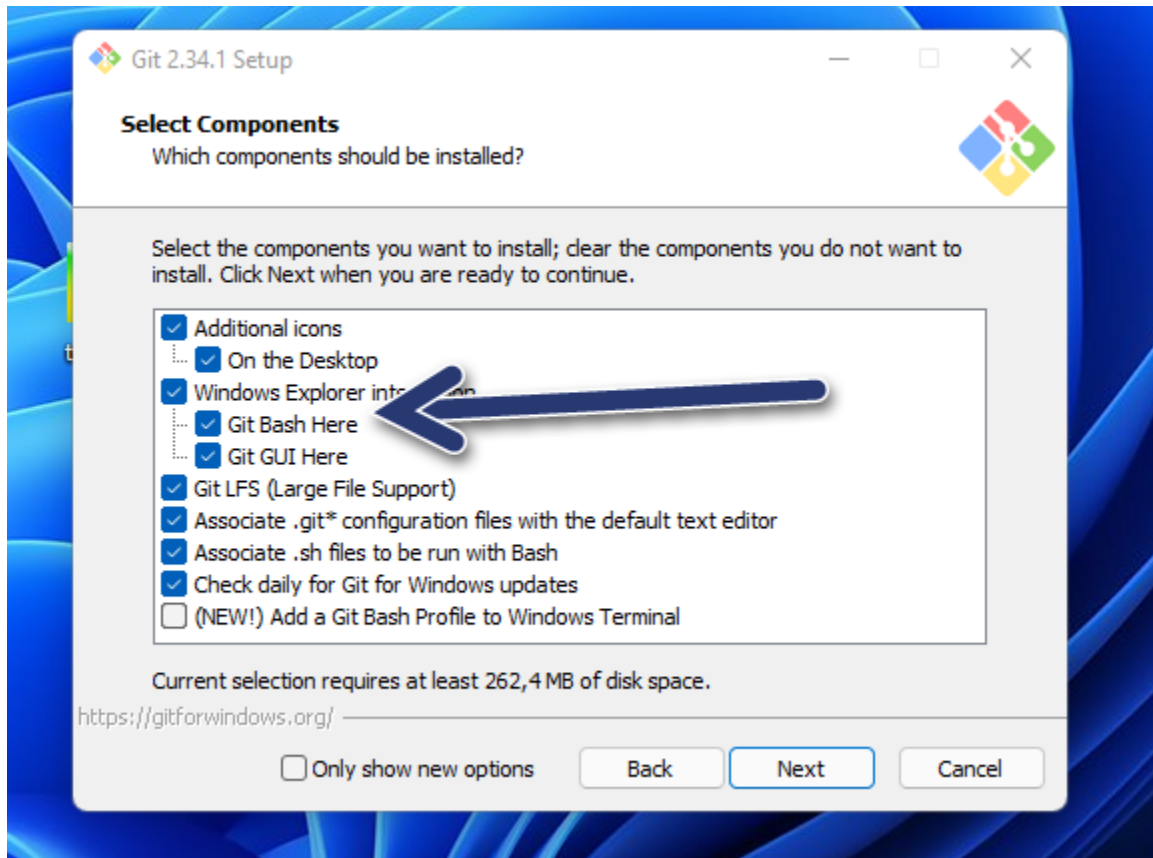 Git 2.34.1 Setup
Select Components
Which components should be installed?
Select the components you want to install; clear the components you do not want to
install. Click Next when you are ready to continue.
Additional icons
On the Desktop
Windows Explorer
Git Bash Here
Git GUI Here
Git LFS (Large File Support)
Associate .git* configuration files with the default text editor
Associate .sh files to be run with Bash
Check daily for Git for Windows updates
(NEW!) Add a Git Bash Profile to Windows Terminal
Current selection requires at least 262,4 MB of disk space.
https://gitforwindows.org/
Only show new options
Back
Next
Cancel